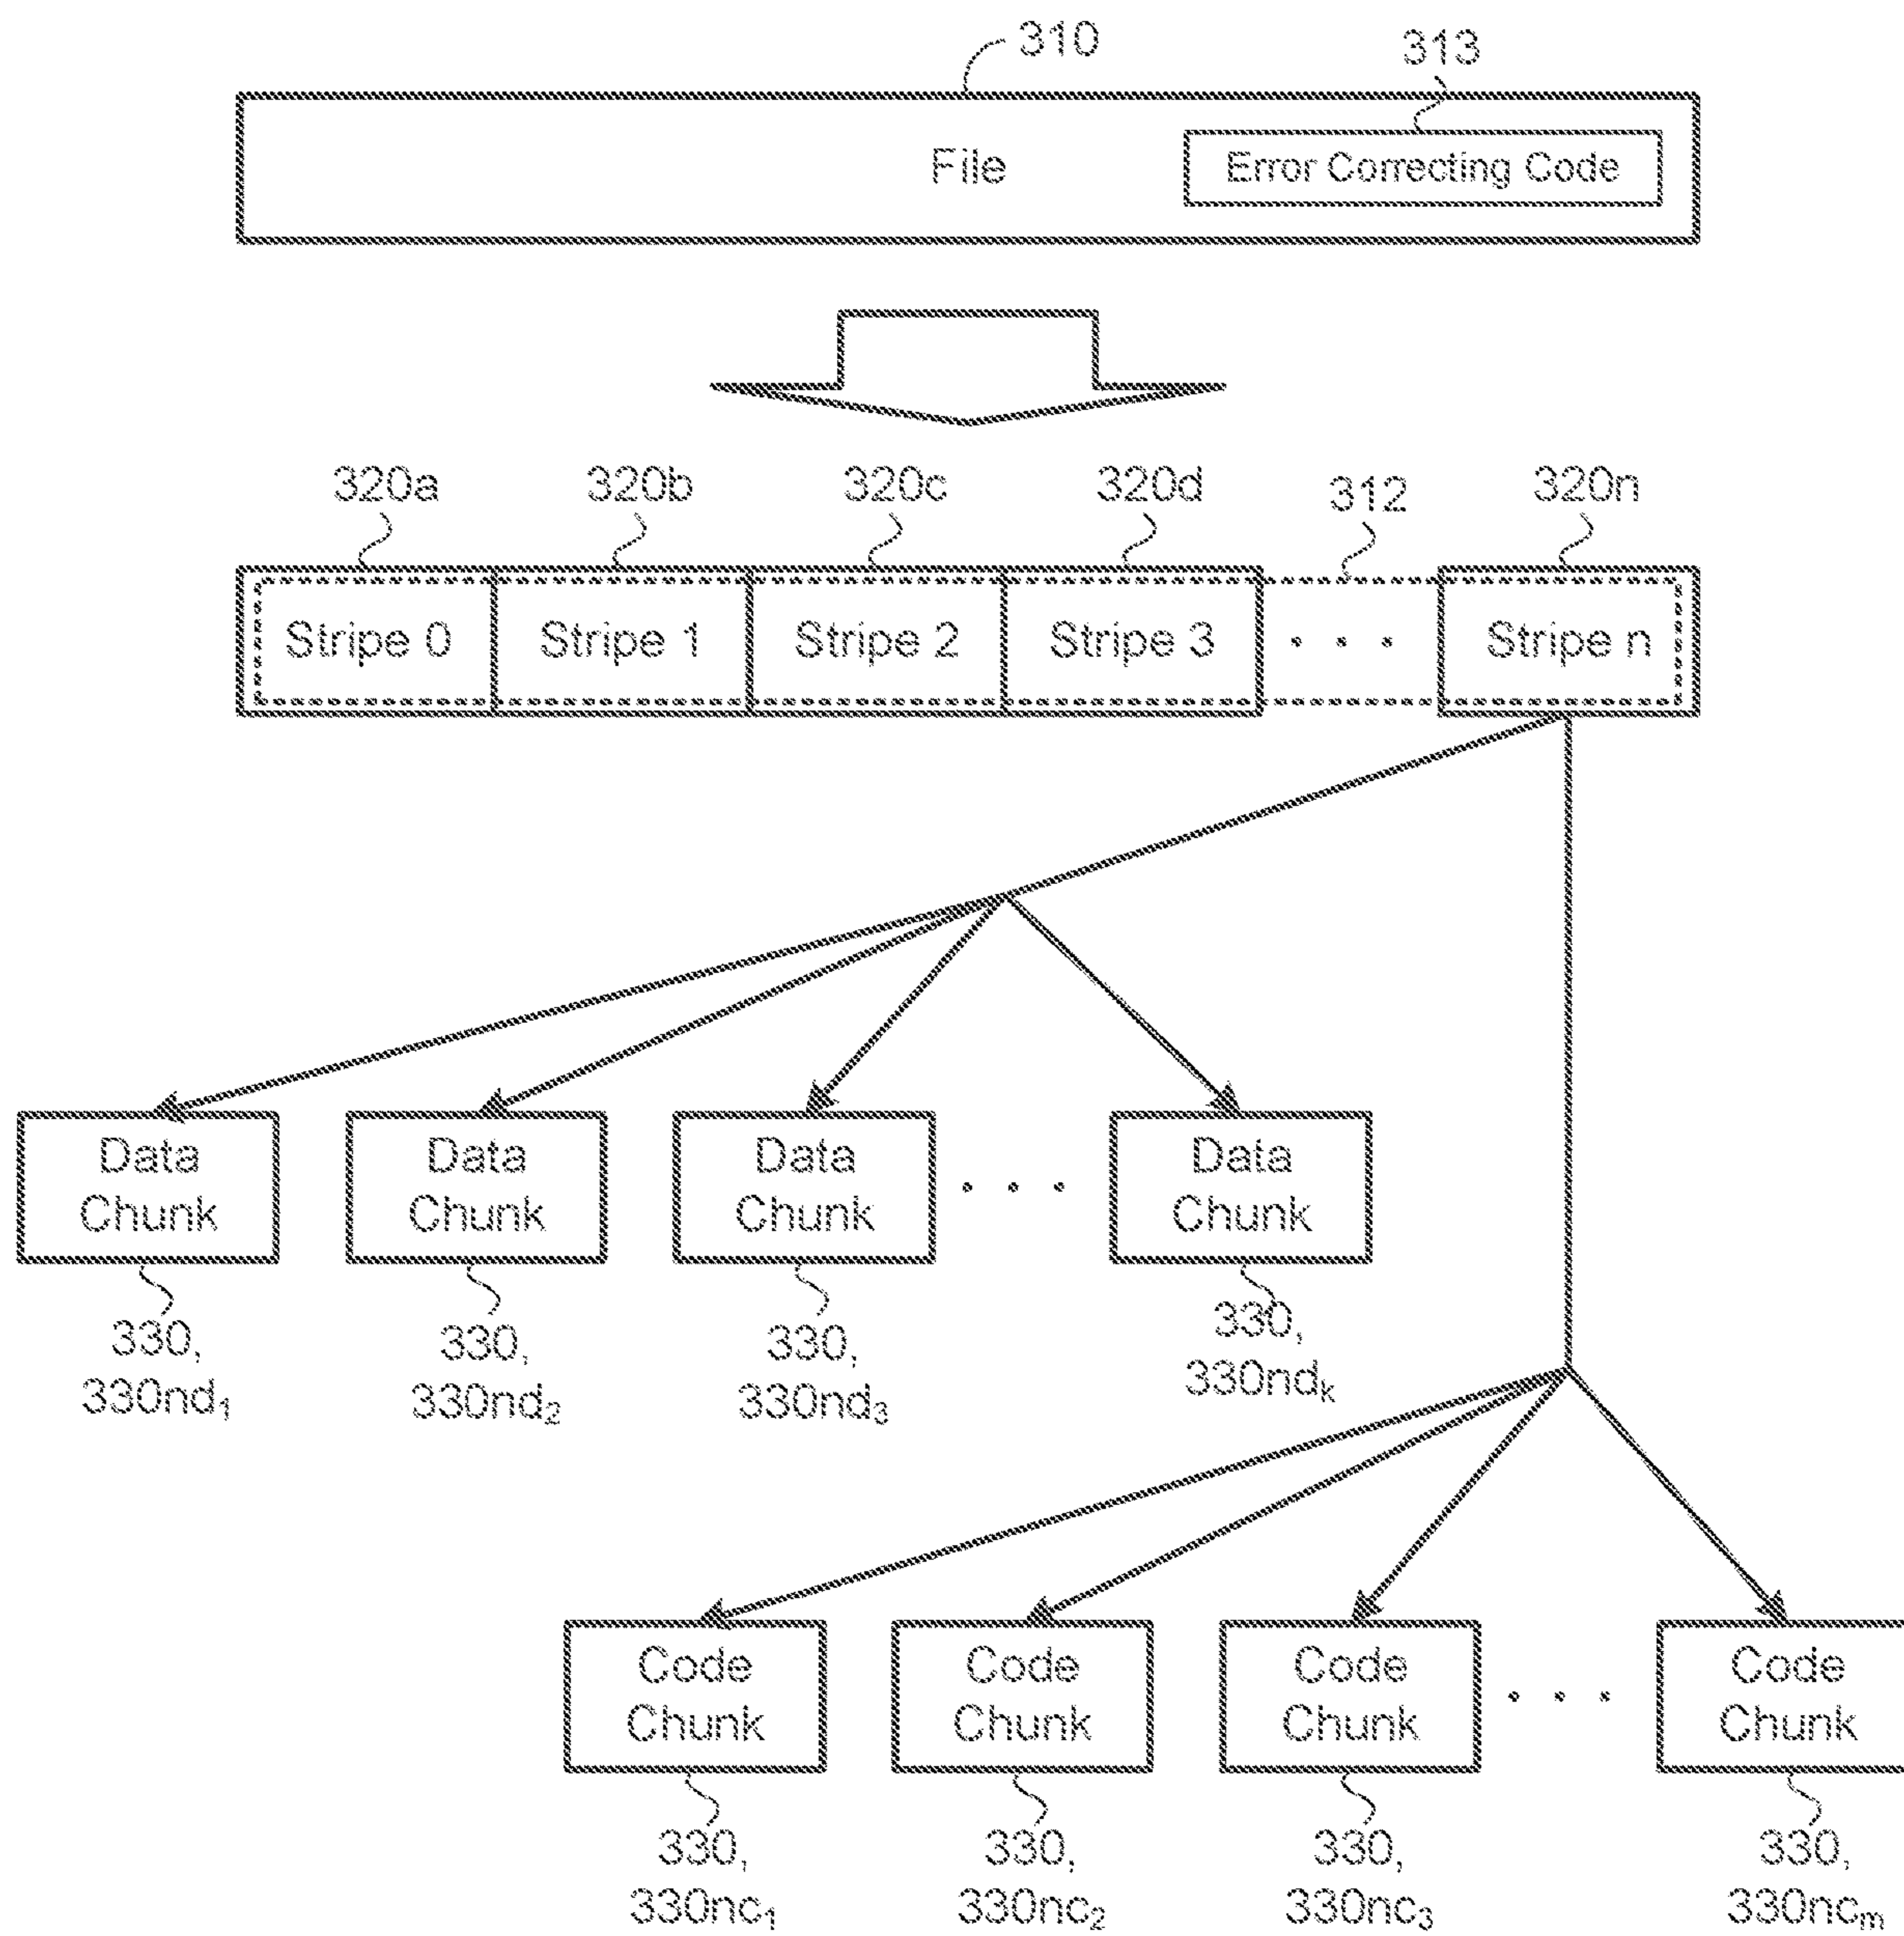 310
313
File
Error Correcting Code
320a
320b
320c
320d
312
320n
Stripe 0
Stripe 1
Stripe 2
Stripe 3
. . .
Stripe n
Data
Chunk
Data
Chunk
Data
Chunk
. . .
Data
Chunk
330,
330nd₁
330,
330nd₂
330,
330nd₃
330,
330ndₖ
Code
Chunk
Code
Chunk
Code
Chunk
. . .
Code
Chunk
330,
330nc₁
330,
330nc₂
330,
330nc₃
330,
330ncₘ